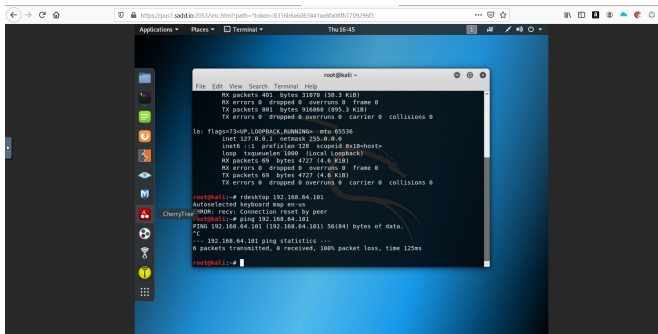 https://pus1.sadd.io:2053/vnc.html?path=?token=8316b6e6063441ae8fa08fb7709296f3
Applications Places Terminal Thu 16:45 1
root@kali: ~
File Edit View Search Terminal Help
RX packets 401 bytes 31070 (30.3 KiB)
RX errors 0 dropped 0 overruns 0 frame 0
TX packets 801 bytes 916868 (895.3 KiB)
TX errors 0 dropped 0 overruns 0 carrier 0 collisions 0
lo: flags=73<UP,LOOPBACK,RUNNING> mtu 65536
inet 127.0.0.1 netmask 255.0.0.0
inet6 ::1 prefixlen 128 scopeid 0x10<host>
loop txqueuelen 1000 (Local Loopback)
RX packets 69 bytes 4727 (4.6 KiB)
RX errors 0 dropped 0 overruns 0 frame 0
TX packets 69 bytes 4727 (4.6 KiB)
TX errors 0 dropped 0 overruns 0 carrier 0 collisions 0
root@kali:~# rdesktop 192.168.64.101
Autoselected keyboard map en-us
CherryTree
RROR: recv: Connection reset by peer
root@kali:~# ping 192.168.64.101
PING 192.168.64.101 (192.168.64.101) 56(84) bytes of data.
^C
--- 192.168.64.101 ping statistics ---
6 packets transmitted, 0 received, 100% packet loss, time 125ms
root@kali:~#